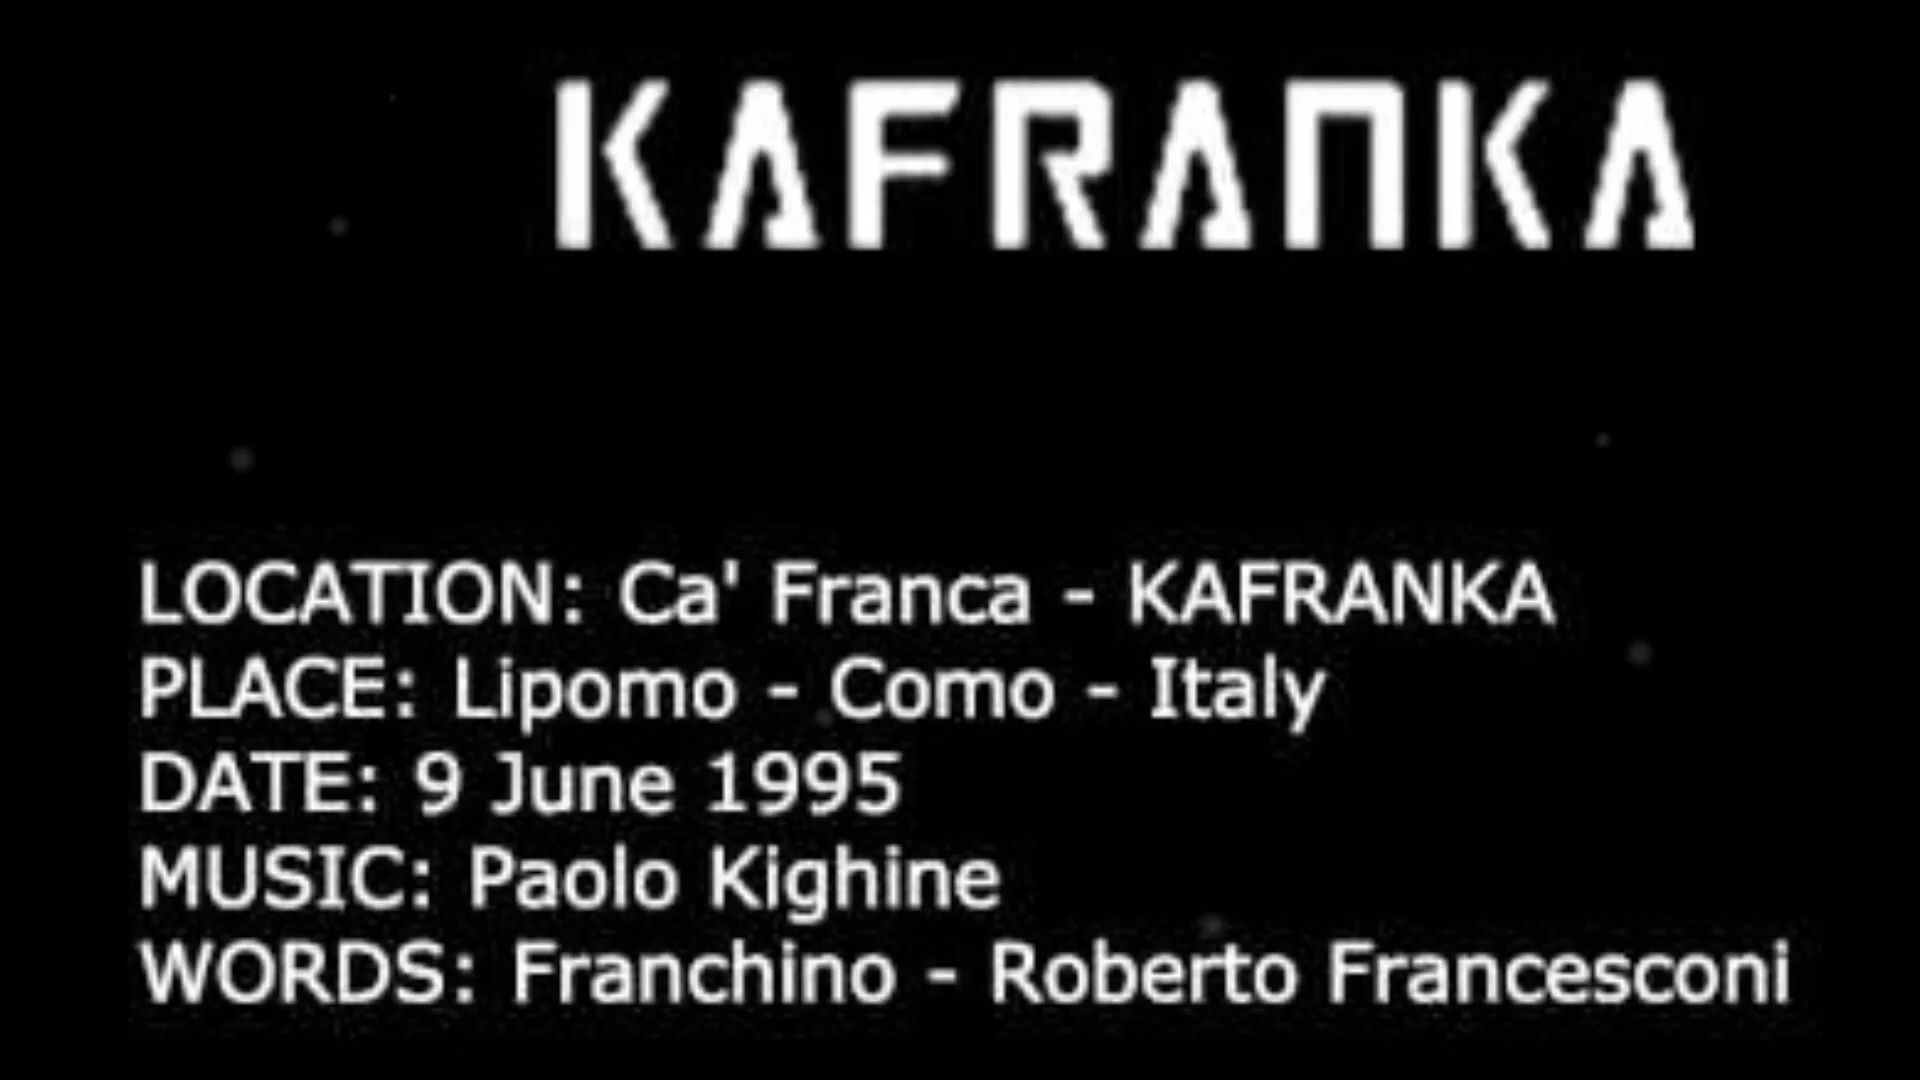 KAFRANKA
LOCATION: Ca' Franca - KAFRANKA
PLACE: Lipomo - Como - Italy
DATE: 9 June 1995
MUSIC: Paolo Kighine
WORDS: Franchino - Roberto Francesconi